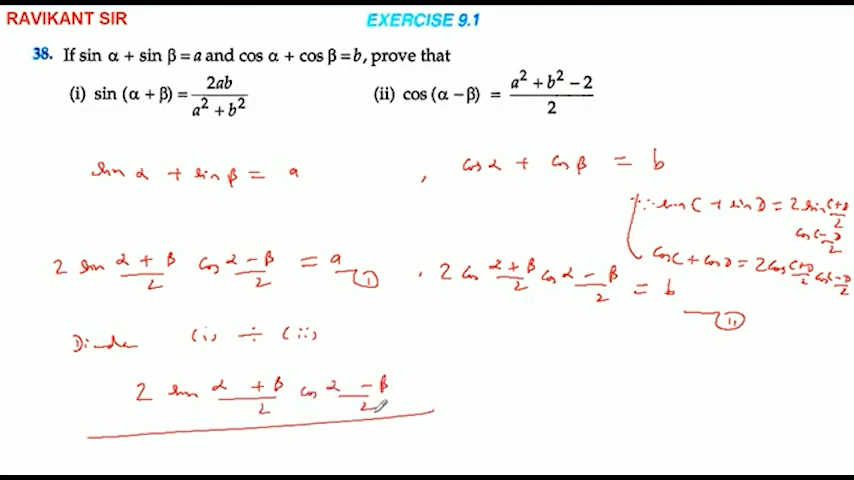 RAVIKANT SIR
EXERCISE 9.1
38. If sin α + sin β = a and cos α + cos β = b, prove that
(i) sin (α + β) = 2ab / a² + b² (ii) cos (α − β) = a² + b² − 2 / 2
sin α + sin β = a , cos α + cos β = b
∵ sin C + sin D = 2 sin C+D/2 cos C−D/2
cos C + cos D = 2 cos C+D/2 cos C−D/2
2 sin α + β/2 cos α − β/2 = a (i) , 2 cos α + β/2 cos α − β/2 = b (ii)
Divide (i) ÷ (ii)
2 sin α + β/2 cos α − β/2